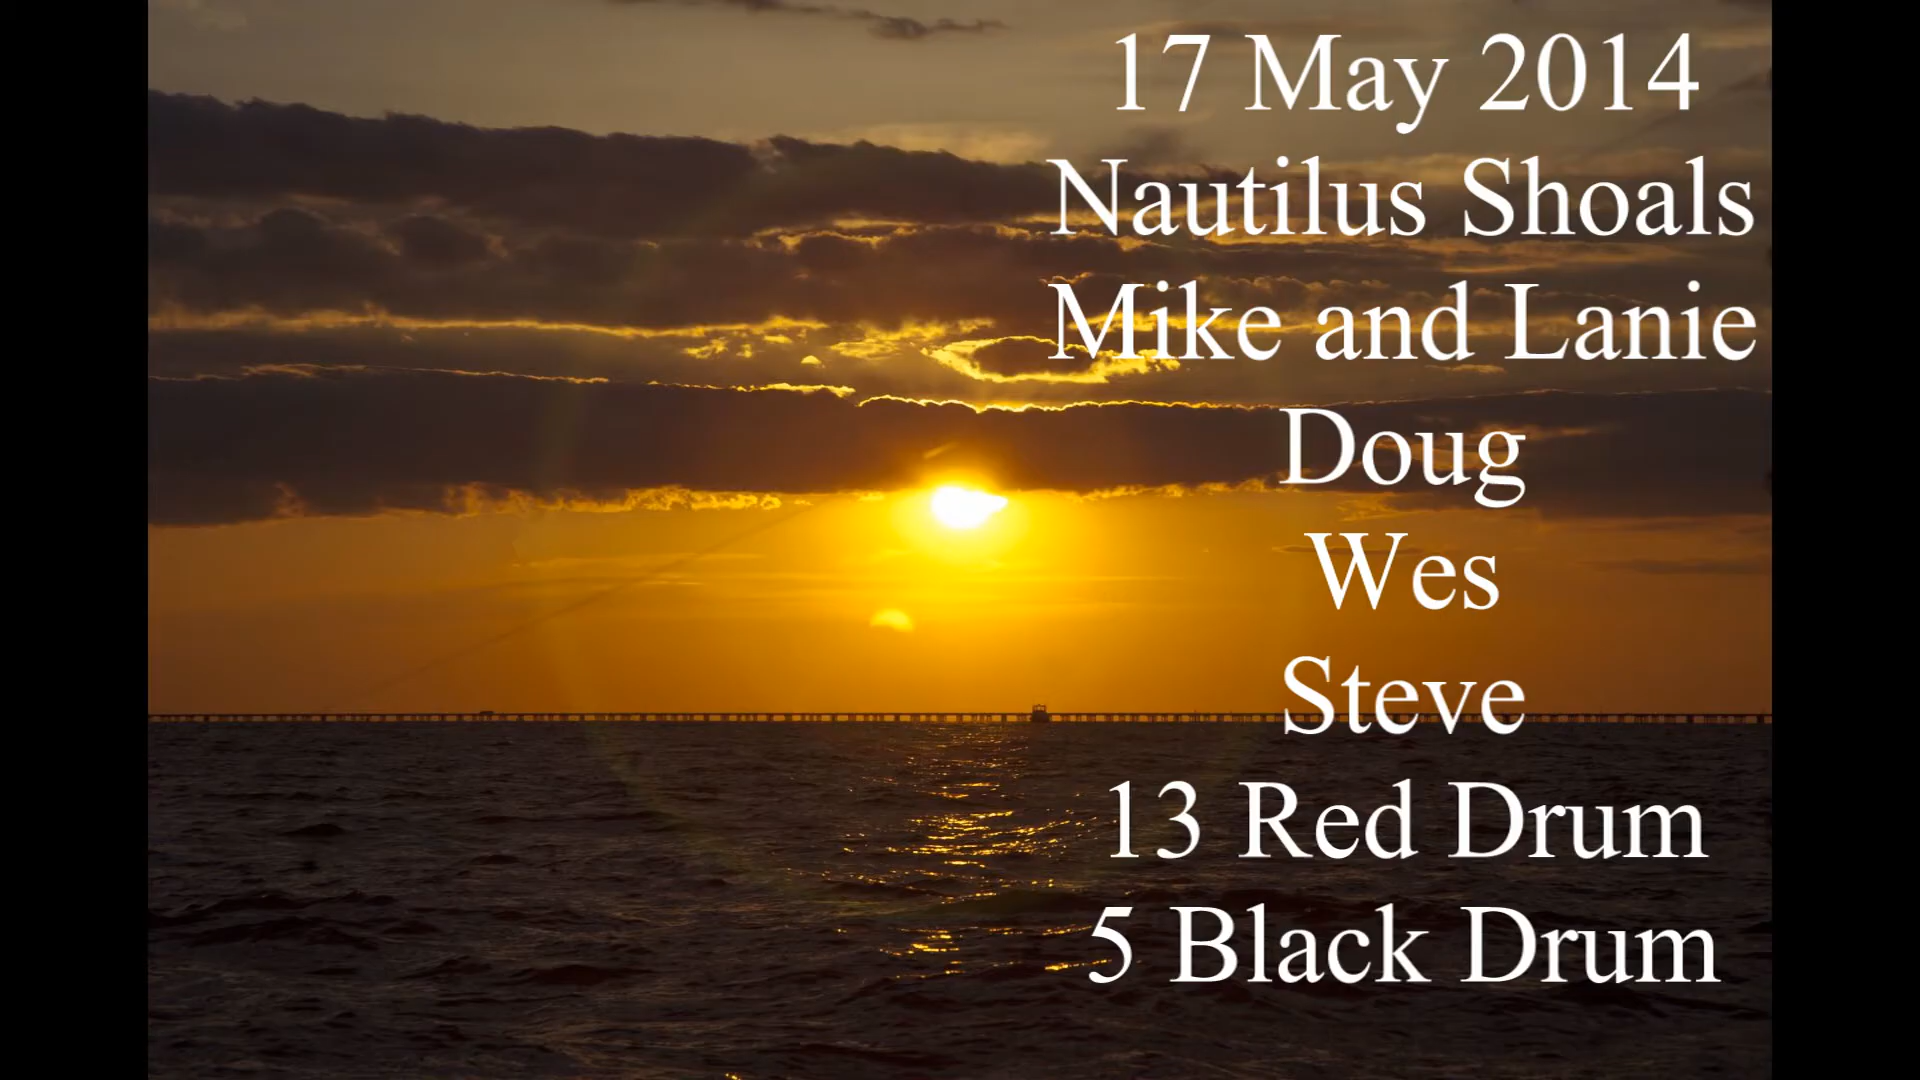 17 May 2014
Nautilus Shoals
Mike and Lanie
Doug
Wes
Steve
13 Red Drum
5 Black Drum